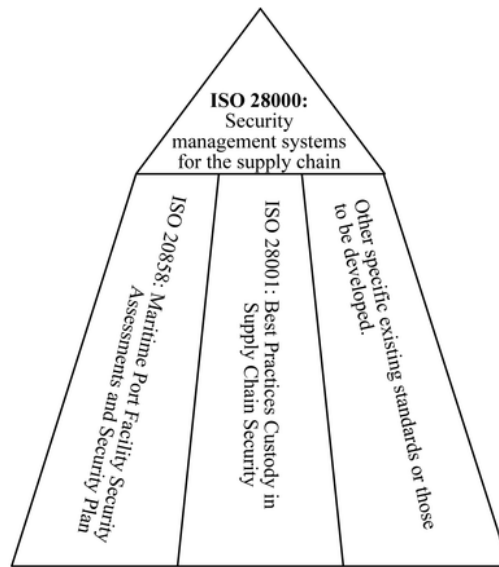 ISO 28000:
Security
management systems
for the supply chain
ISO 20858: Maritime Port Facility Security
Assessments and Security Plan
ISO 28001: Best Practices Custody in
Supply Chain Security
Other specific existing standards or those
to be developed.